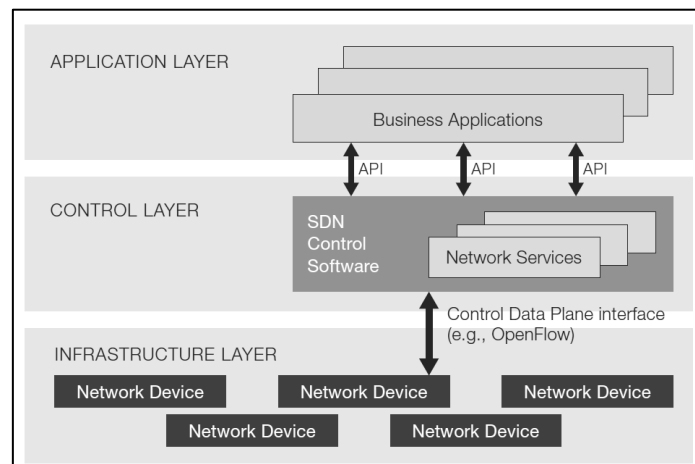 APPLICATION LAYER
Business Applications
API
API
API
CONTROL LAYER
SDN
Control
Software
Network Services
Control Data Plane interface
(e.g., OpenFlow)
INFRASTRUCTURE LAYER
Network Device
Network Device
Network Device
Network Device
Network Device